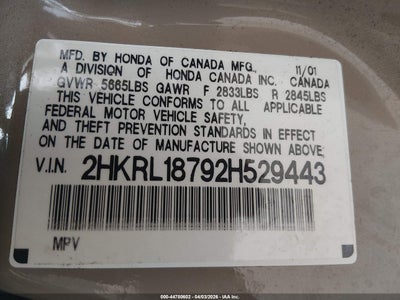 MFD. BY HONDA OF CANADA MFG., 11/01
A DIVISION OF HONDA CANADA INC. CANADA
GVWR 5665LBS GAWR F 2833LBS R 2845LBS
THIS VEHICLE CONFORMS TO ALL APPLICABLE
FEDERAL MOTOR VEHICLE SAFETY,
AND THEFT PREVENTION STANDARDS IN EFFECT
ON THE DATE OF MANUFACTURE SHOWN ABOVE.
V.I.N. 2HKRL18792H529443
MPV
000-44780602 - 04/03/2026 - IAA